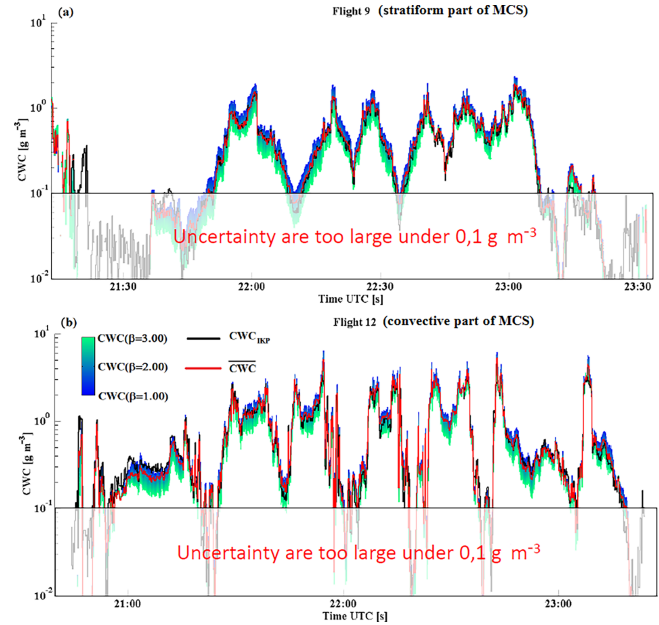 (a)
Flight 9 (stratiform part of MCS)
CWC [g m⁻³]
10¹
10⁰
10⁻¹
10⁻²
Uncertainty are too large under 0,1 g m⁻³
21:30 22:00 22:30 23:00 23:30
Time UTC [s]
(b)
Flight 12 (convective part of MCS)
CWC [g m⁻³]
10¹
10⁰
10⁻¹
10⁻²
CWC(β=3.00)
CWC(β=2.00)
CWC(β=1.00)
CWC IKP
CWC
Uncertainty are too large under 0,1 g m⁻³
21:00 22:00 23:00
Time UTC [s]